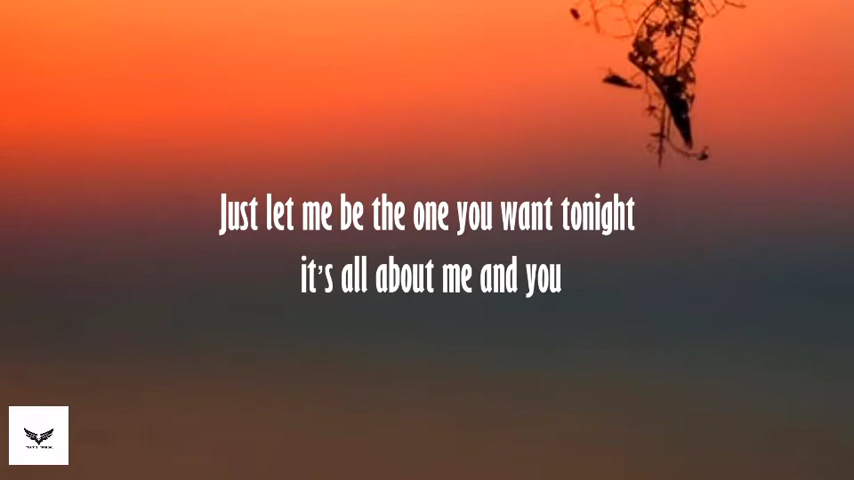 Just let me be the one you want tonight
it's all about me and you